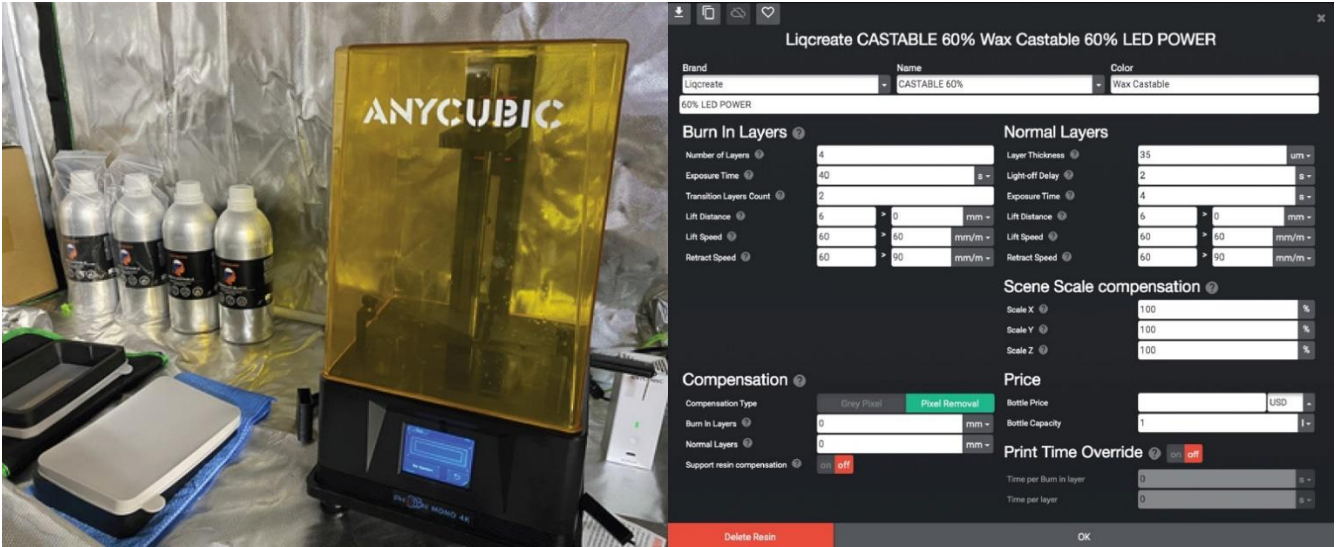 ANYCUBIC
PHOTON MONO 4K
Liqcreate CASTABLE 60% Wax Castable 60% LED POWER
Brand Name Color
Liqcreate CASTABLE 60% Wax Castable
60% LED POWER
Burn In Layers
Number of Layers 4
Exposure Time 40 s
Transition Layers Count 2
Lift Distance 6 > 0 mm
Lift Speed 60 > 60 mm/m
Retract Speed 60 > 90 mm/m
Normal Layers
Layer Thickness 35 um
Light-off Delay 2 s
Exposure Time 4 s
Lift Distance 6 > 0 mm
Lift Speed 60 > 60 mm/m
Retract Speed 60 > 90 mm/m
Scene Scale compensation
Scale X 100 %
Scale Y 100 %
Scale Z 100 %
Compensation
Compensation Type Grey Pixel Pixel Removal
Burn In Layers 0 mm
Normal Layers 0 mm
Support resin compensation on off
Price
Bottle Price USD
Bottle Capacity 1 l
Print Time Override on off
Time per Burn in layer 0 s
Time per layer 0 s
Delete Resin OK